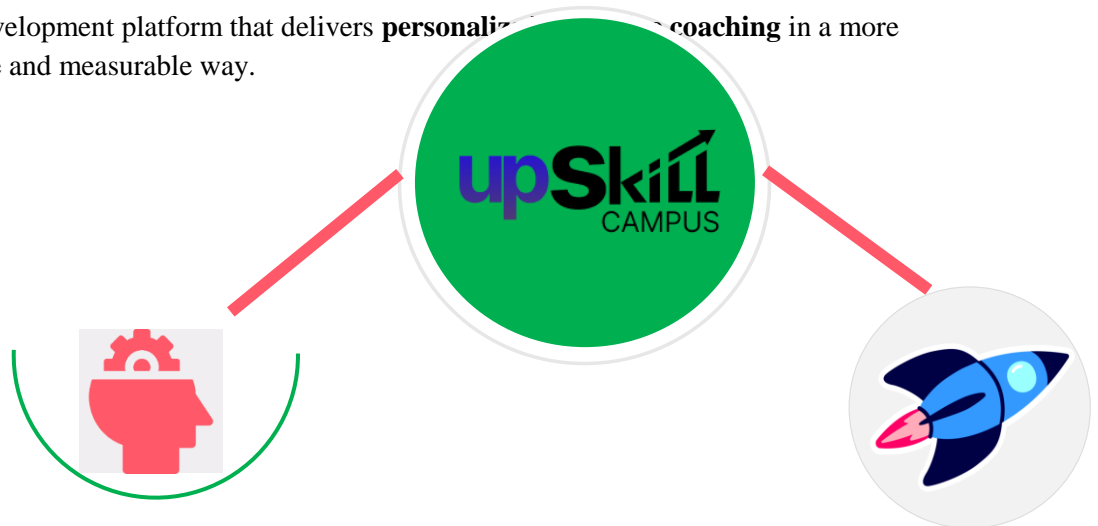 velopment platform that delivers personaliz coaching in a more
and measurable way.
upSkill
CAMPUS